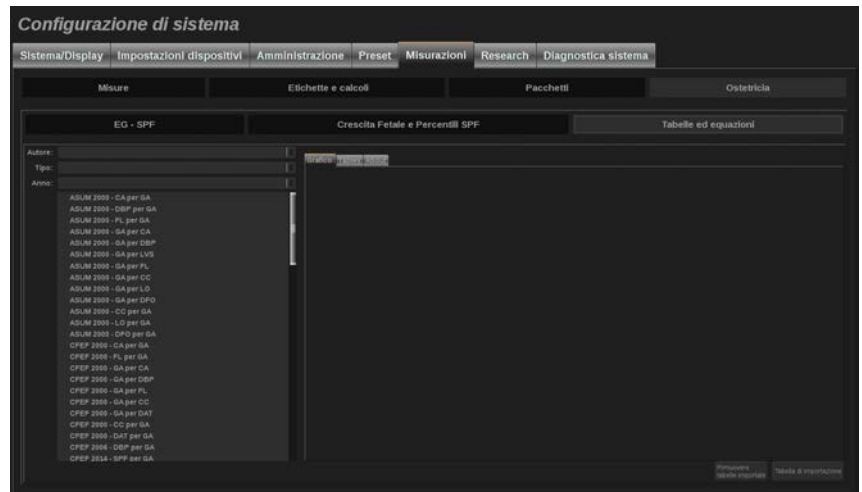 Configurazione di sistema
Sistema/Display Impostazioni dispositivi Amministrazione Preset Misurazioni Research Diagnostica sistema
Misure Etichette e calcoli Pacchetti Ostetricia
EG - SPF Crescita Fetale e Percentili SPF Tabelle ed equazioni
Autore:
Tipo:
Anno:
Grafico
ASUM 2000 - CA per GA
ASUM 2000 - DBP per GA
ASUM 2000 - FL per GA
ASUM 2000 - GA per CA
ASUM 2000 - GA per DBP
ASUM 2000 - GA per LVS
ASUM 2000 - GA per FL
ASUM 2000 - GA per CC
ASUM 2000 - GA per LO
ASUM 2000 - GA per DFO
ASUM 2000 - CC per GA
ASUM 2000 - LO per GA
ASUM 2000 - DFO per GA
CFEF 2000 - CA per GA
CFEF 2000 - FL per GA
CFEF 2000 - GA per CA
CFEF 2000 - GA per DBP
CFEF 2000 - GA per FL
CFEF 2000 - GA per CC
CFEF 2000 - GA per DAT
CFEF 2000 - CC per GA
CFEF 2000 - DAT per GA
CFEF 2006 - DBP per GA
CFEF 2014 - SPF per GA
Rimuovere
tabelle importate
Tabella di importazione